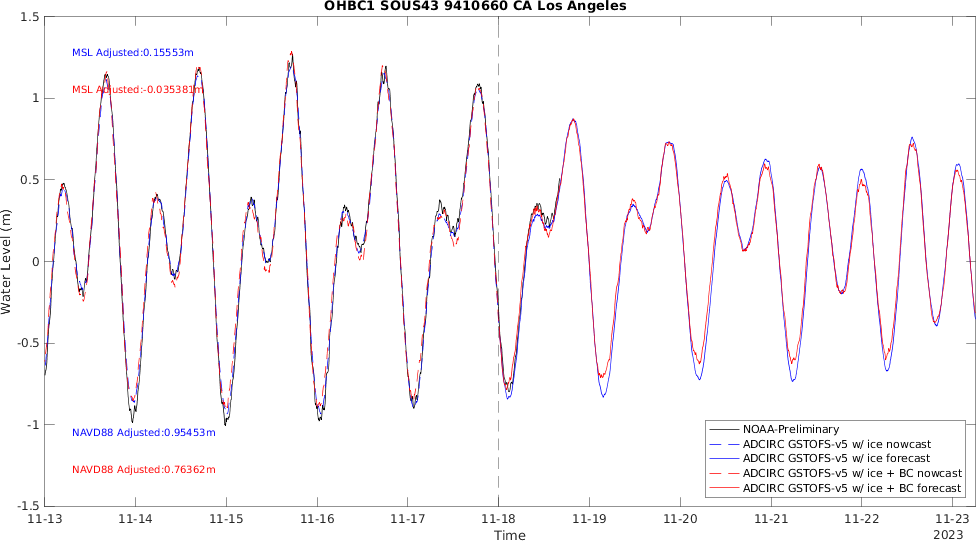 OHBC1 SOUS43 9410660 CA Los Angeles
1.5
1
0.5
0
-0.5
-1
-1.5
Water Level (m)
MSL Adjusted:0.15553m
MSL Adjusted:-0.035381m
NAVD88 Adjusted:0.95453m
NAVD88 Adjusted:0.76362m
NOAA-Preliminary
ADCIRC GSTOFS-v5 w/ ice nowcast
ADCIRC GSTOFS-v5 w/ ice forecast
ADCIRC GSTOFS-v5 w/ ice + BC nowcast
ADCIRC GSTOFS-v5 w/ ice + BC forecast
11-13 11-14 11-15 11-16 11-17 11-18 11-19 11-20 11-21 11-22 11-23
2023
Time